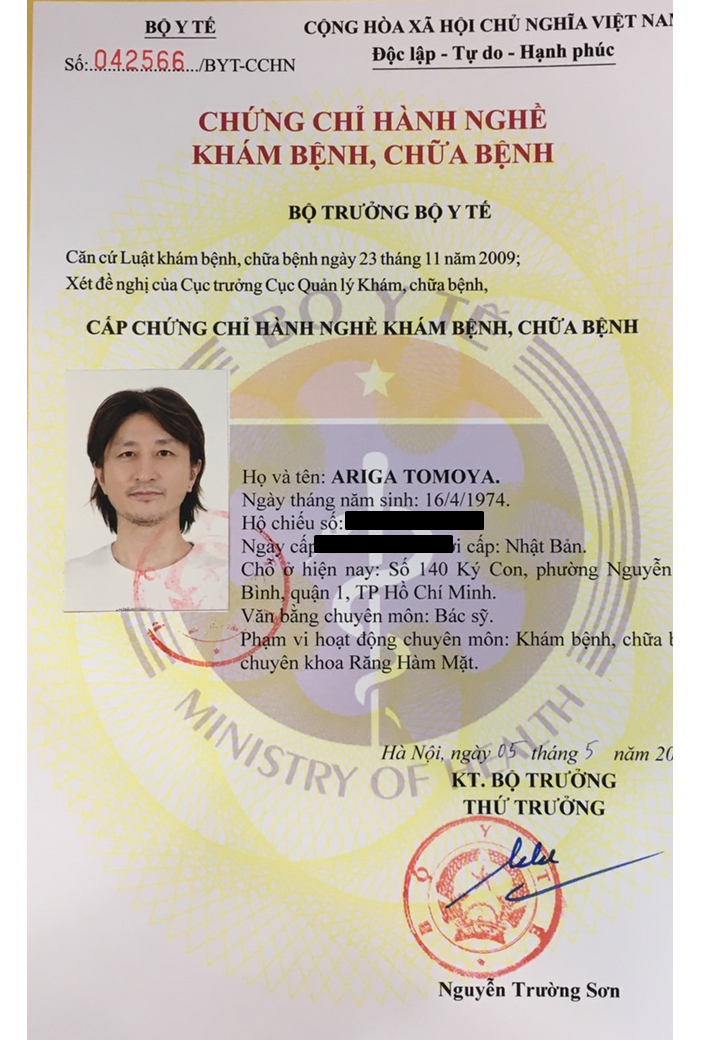 BỘ Y TẾ
CỘNG HÒA XÃ HỘI CHỦ NGHĨA VIỆT NAM
Số:.042566.../BYT-CCHN
Độc lập - Tự do - Hạnh phúc
CHỨNG CHỈ HÀNH NGHỀ
KHÁM BỆNH, CHỮA BỆNH
BỘ TRƯỞNG BỘ Y TẾ
Căn cứ Luật khám bệnh, chữa bệnh ngày 23 tháng 11 năm 2009;
Xét đề nghị của Cục trưởng Cục Quản lý Khám, chữa bệnh,
CẤP CHỨNG CHỈ HÀNH NGHỀ KHÁM BỆNH, CHỮA BỆNH
BỘ Y TẾ
Họ và tên: ARIGA TOMOYA.
Ngày tháng năm sinh: 16/4/1974.
Hộ chiếu số:
Ngày cấp cấp: Nhật Bản.
Chỗ ở hiện nay: Số 140 Ký Con, phường Nguyễn
Bình, quận 1, TP Hồ Chí Minh.
Văn bằng chuyên môn: Bác sỹ.
Phạm vi hoạt động chuyên môn: Khám bệnh, chữa
chuyên khoa Răng Hàm Mặt.
MINISTRY OF HEALTH
Hà Nội, ngày 05 tháng 5 năm 20
KT. BỘ TRƯỞNG
THỨ TRƯỞNG
BỘ Y TẾ
Nguyễn Trường Sơn